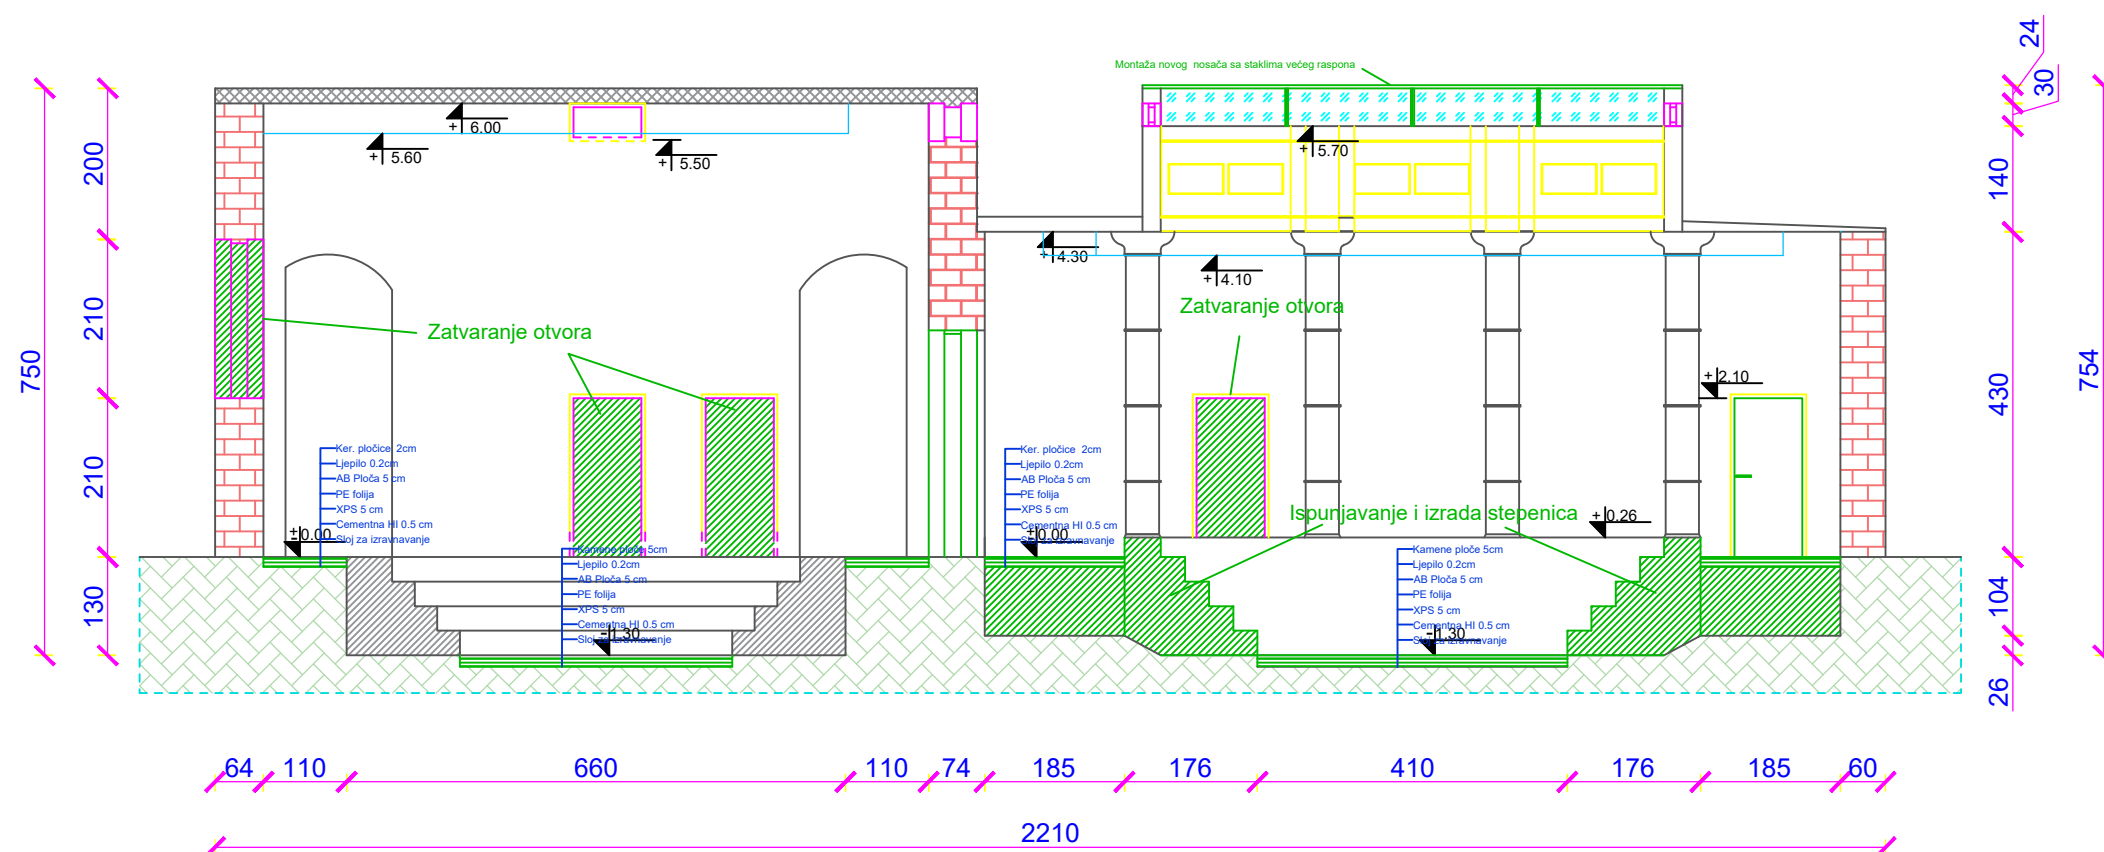 24
Montaža novog nosača sa staklima većeg raspona
30
+ 6.00
+ 5.60
+ 5.50
+ 5.70
200
140
+4.30
+ 4.10
Zatvaranje otvora
Zatvaranje otvora
210
750
754
+2.10
430
Ker. pločice 2cm
Ljepilo 0.2cm
AB Ploča 5 cm
PE folija
XPS 5 cm
Cementna HI 0.5 cm
Sloj za izravnavanje
Ker. pločice 2cm
Ljepilo 0.2cm
AB Ploča 5 cm
PE folija
XPS 5 cm
Cementna HI 0.5 cm
Sloj za izravnavanje
210
Ispunjavanje i izrada stepenica
+0.26
±0.00
±0.00
Kamene ploče 5cm
Ljepilo 0.2cm
AB Ploča 5 cm
PE folija
XPS 5 cm
Cementna HI 0.5 cm
Sloj za izravnavanje
Kamene ploče 5cm
Ljepilo 0.2cm
AB Ploča 5 cm
PE folija
XPS 5 cm
Cementna HI 0.5 cm
Sloj za izravnavanje
-1.30
-1.30
130
104
26
64 110 660 110 74 185 176 410 176 185 60
2210